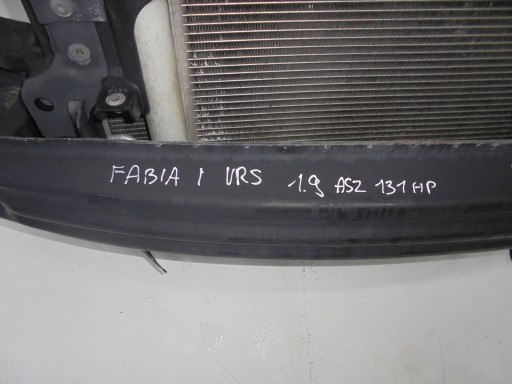 FABIA I VRS 1.9 ASZ 131 HP